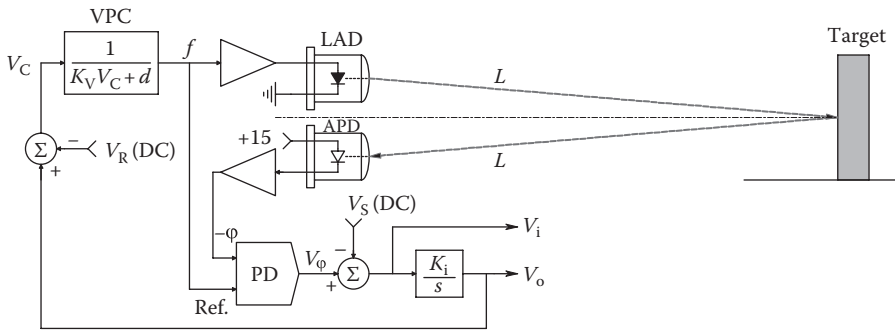 VPC
LAD
Target
1
K_V V_C + d
V_C
f
L
Σ
−
+
V_R (DC)
+15
APD
L
V_S (DC)
−φ
−
V_i
PD
V_φ
+
Σ
K_i
s
V_o
Ref.